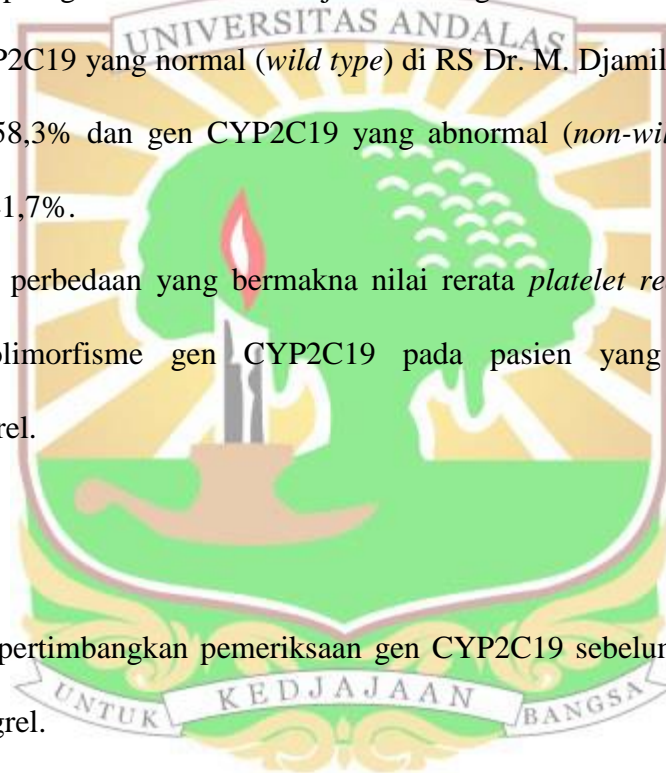 UNIVERSITAS ANDALAS
P2C19 yang normal (wild type) di RS Dr. M. Djamil
58,3% dan gen CYP2C19 yang abnormal (non-wil
1,7%.
perbedaan yang bermakna nilai rerata platelet re
olimorfisme gen CYP2C19 pada pasien yang
rel.
pertimbangkan pemeriksaan gen CYP2C19 sebelun
UNTUK KEDJAJAAN BANGSA
grel.